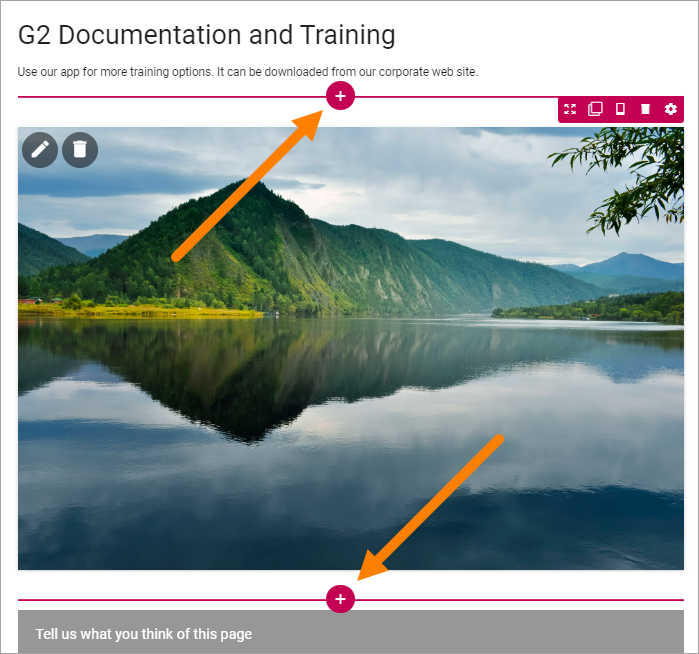 G2 Documentation and Training
Use our app for more training options. It can be downloaded from our corporate web site.
Tell us what you think of this page